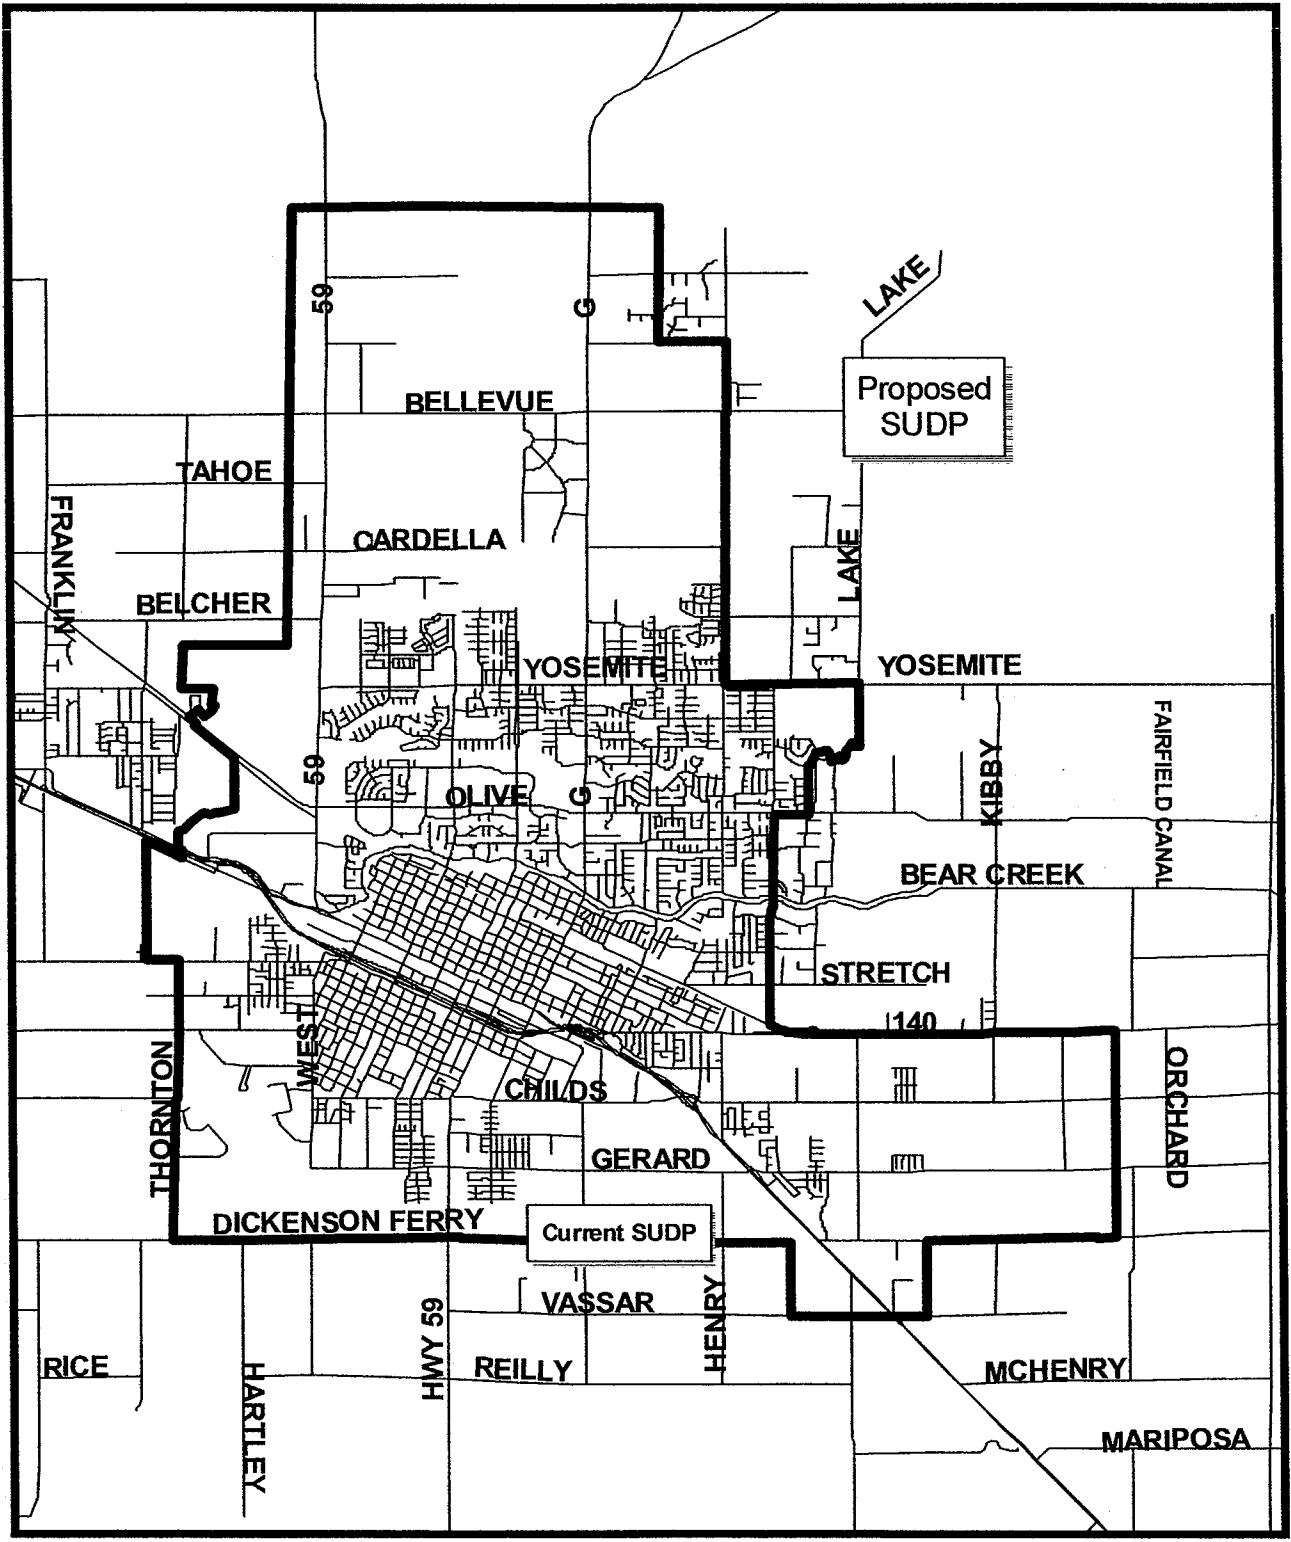 LAKE
59
G
Proposed
SUDP
BELLEVUE
TAHOE
FRANKLIN
CARDELLA
LAKE
BELCHER
YOSEMITE
YOSEMITE
FAIRFIELD CANAL
59
KIBBY
OLIVE
G
BEAR CREEK
STRETCH
140
WEST
THORNTON
ORCHARD
CHILDS
GERARD
DICKENSON FERRY
Current SUDP
VASSAR
HENRY
HWY 59
RICE
REILLY
MCHENRY
HARTLEY
MARIPOSA